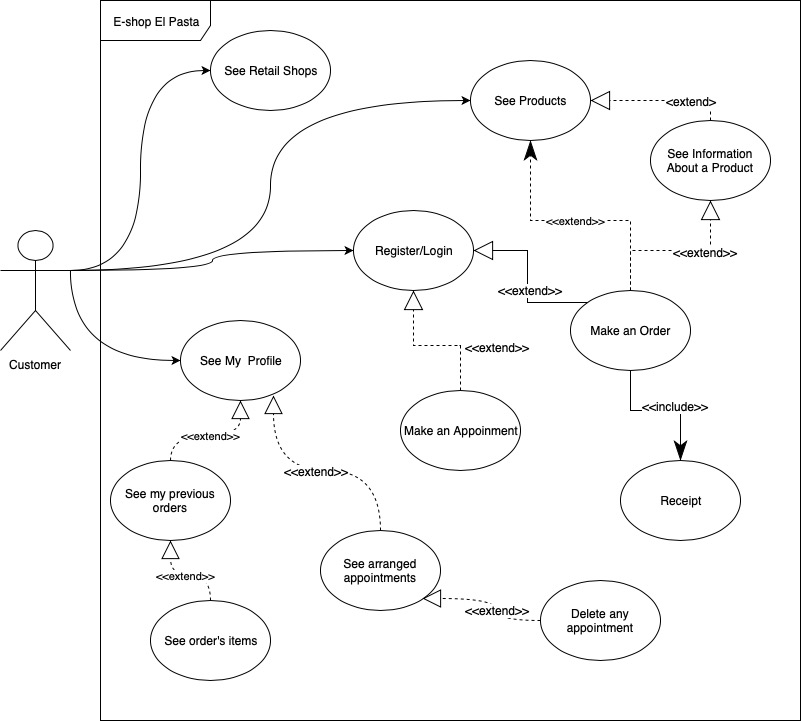 E-shop El Pasta
See Retail Shops
See Products
<extend>
See Information
About a Product
<<extend>>
<<extend>>
Register/Login
<<extend>>
Make an Order
Customer
See My Profile
<<extend>>
<<include>>
Make an Appoinment
<<extend>>
<<extend>>
See my previous
orders
Receipt
See arranged
appointments
<<extend>>
<<extend>>
Delete any
appointment
See order's items